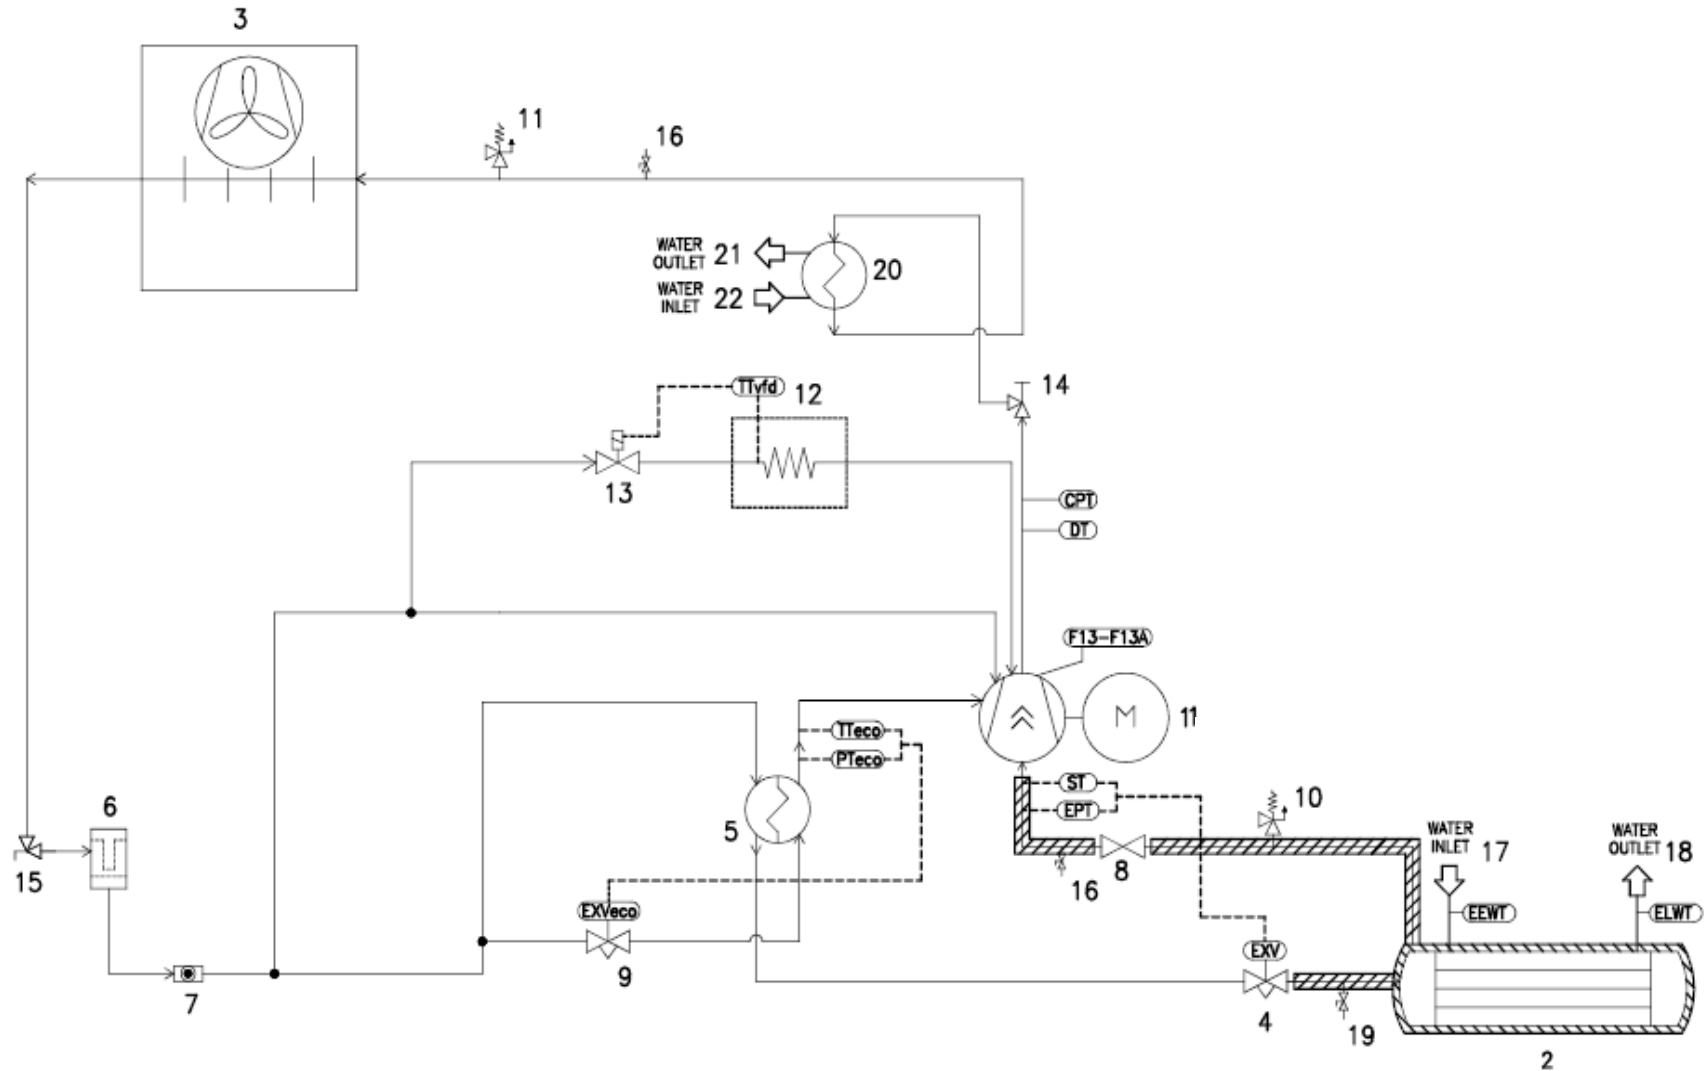 3
11
16
WATER
OUTLET 21
20
WATER
INLET 22
TTvfd 12
14
13
CPT
DT
F13-F13A
M
11
TTeco
PTeco
ST
EPT
10
6
5
WATER
INLET 17
WATER
OUTLET 18
15
16
8
EXVeco
EEWT
ELWT
EXV
9
7
4
19
2